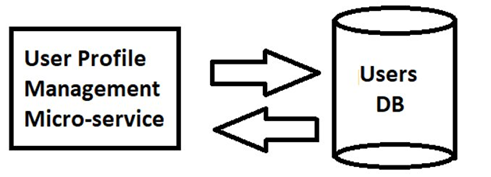 User Profile
Management
Micro-service
Users
DB